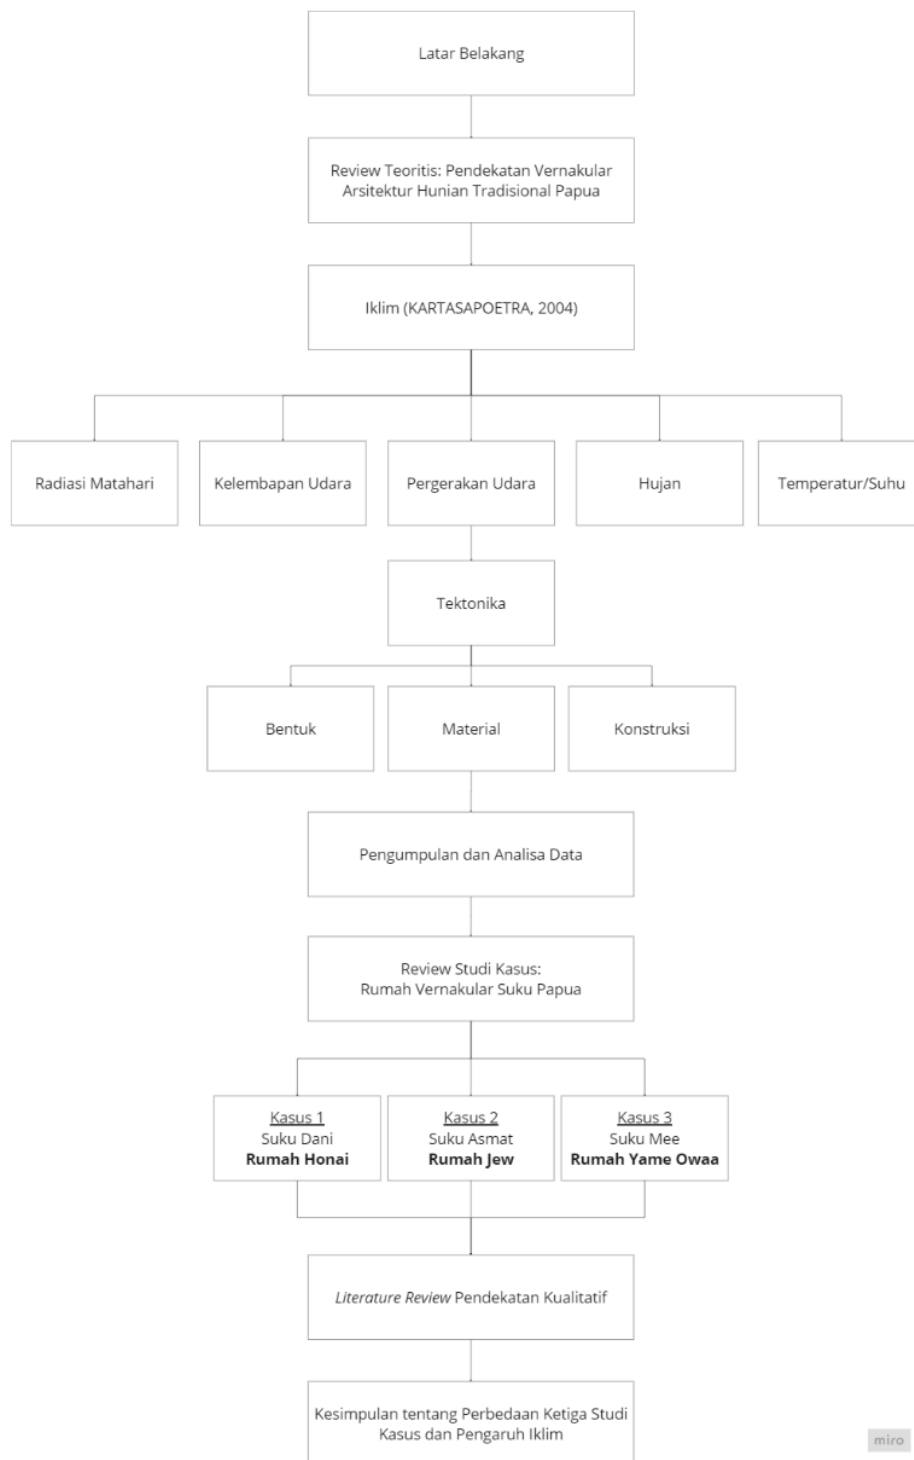 Latar Belakang
Review Teoritis: Pendekatan Vernakular
Arsitektur Hunian Tradisional Papua
Iklim (KARTASAPOETRA, 2004)
Radiasi Matahari
Kelembapan Udara
Pergerakan Udara
Hujan
Temperatur/Suhu
Tektonika
Bentuk
Material
Konstruksi
Pengumpulan dan Analisa Data
Review Studi Kasus:
Rumah Vernakular Suku Papua
Kasus 1
Suku Dani
Rumah Honai
Kasus 2
Suku Asmat
Rumah Jew
Kasus 3
Suku Mee
Rumah Yame Owaa
Literature Review Pendekatan Kualitatif
Kesimpulan tentang Perbedaan Ketiga Studi
Kasus dan Pengaruh Iklim
miro